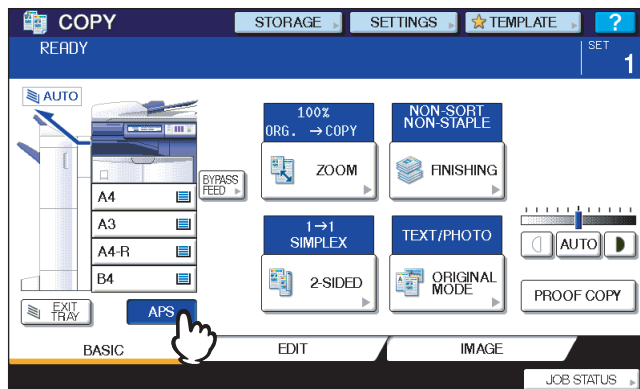 COPY
STORAGE
SETTINGS
TEMPLATE
?
READY
SET
1
AUTO
100%
ORG. →COPY
ZOOM
NON-SORT
NON-STAPLE
FINISHING
BYPASS
FEED
A4
A3
A4-R
B4
1→1
SIMPLEX
2-SIDED
TEXT/PHOTO
ORIGINAL
MODE
AUTO
PROOF COPY
EXIT
TRAY
APS
BASIC
EDIT
IMAGE
JOB STATUS